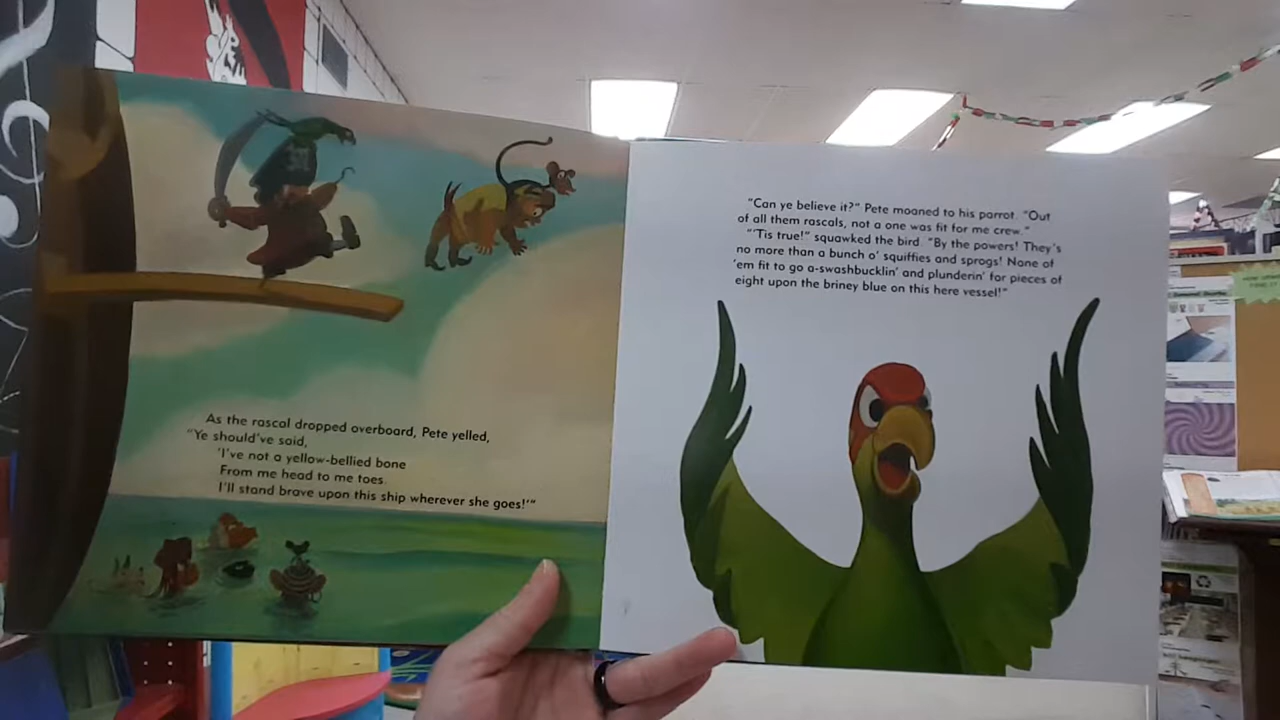 As the rascal dropped overboard, Pete yelled,
"Ye should've said,
'I've not a yellow-bellied bone
From me head to me toes.
I'll stand brave upon this ship wherever she goes!'"
"Can ye believe it?" Pete moaned to his parrot. "Out
of all them rascals, not a one was fit for me crew."
"'Tis true!" squawked the bird. "By the powers! They's
no more than a bunch o' squiffies and sprogs! None of
'em fit to go a-swashbucklin' and plunderin' for pieces of
eight upon the briney blue on this here vessel!"